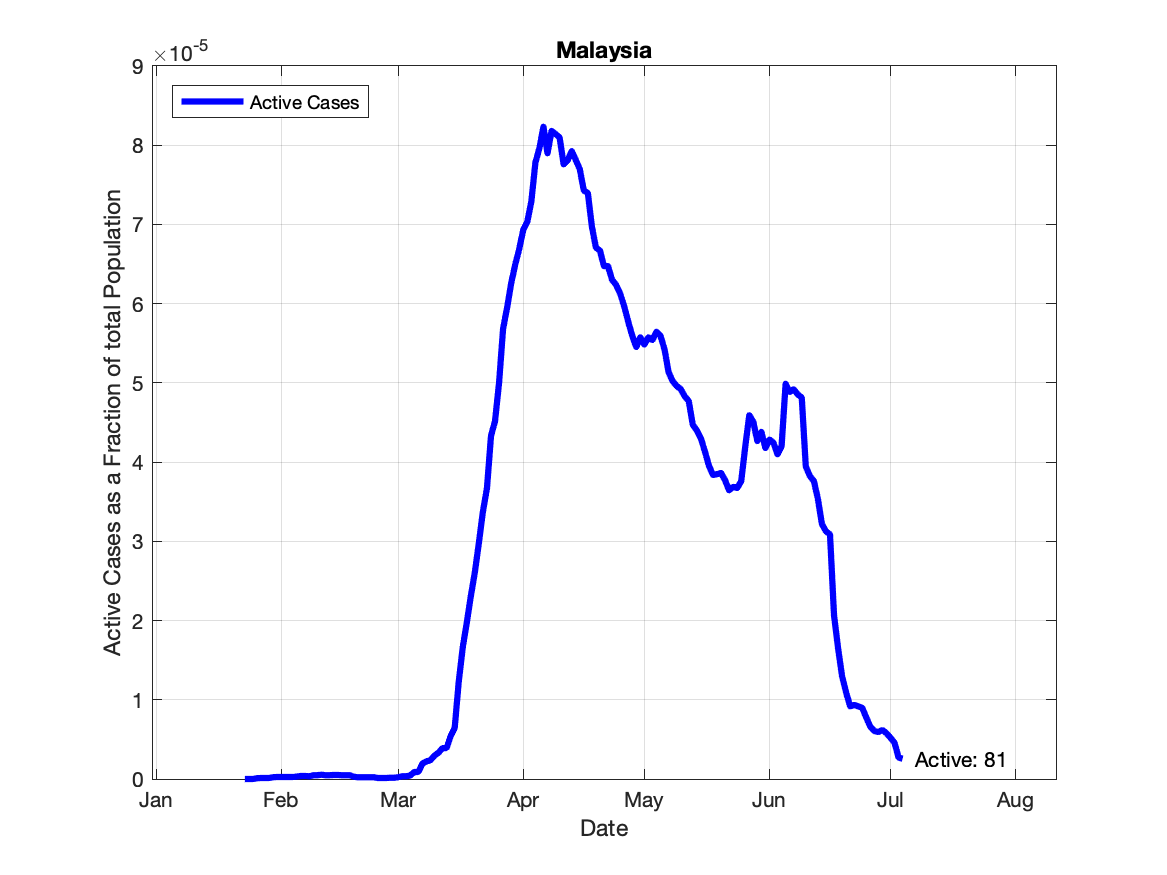 Malaysia
×10-5
Active Cases
9
8
7
6
5
4
3
2
1
0
Active Cases as a Fraction of total Population
Active: 81
Jan Feb Mar Apr May Jun Jul Aug
Date